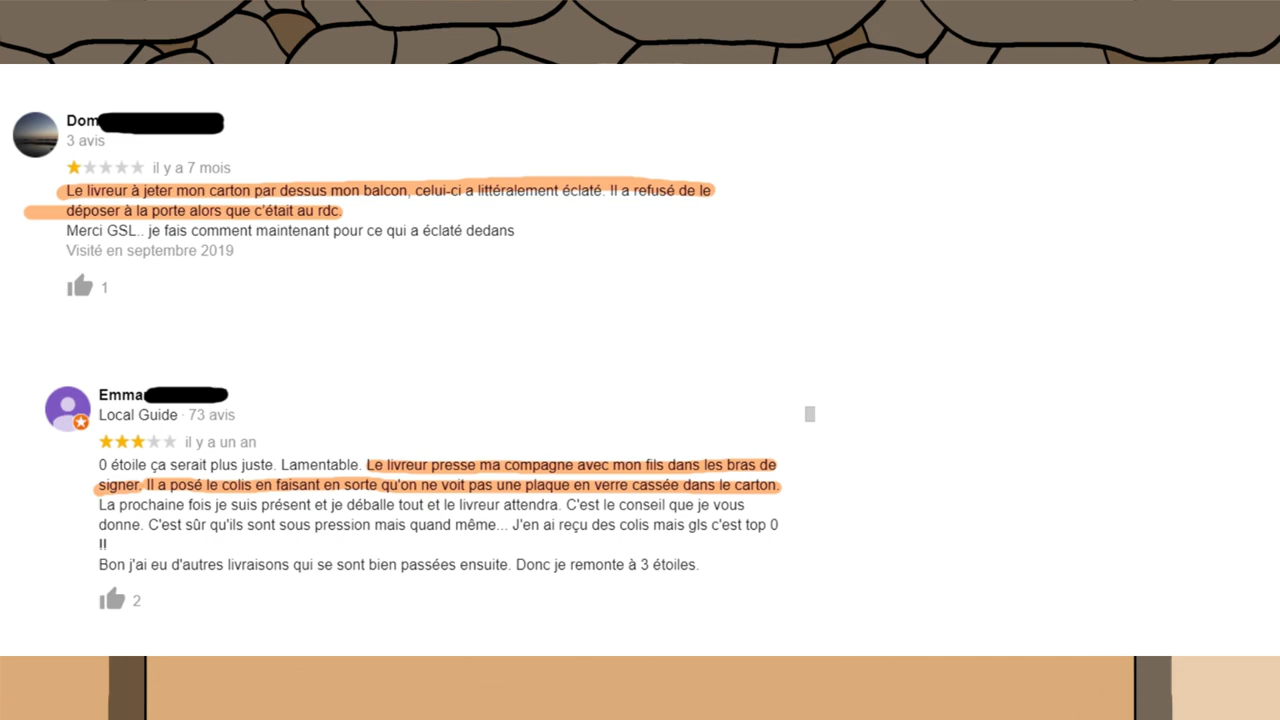 Dom
3 avis
il y a 7 mois
Le livreur à jeter mon carton par dessus mon balcon, celui-ci a littéralement éclaté. Il a refusé de le
déposer à la porte alors que c'était au rdc.
Merci GSL.. je fais comment maintenant pour ce qui a éclaté dedans
Visité en septembre 2019
1
Emma
Local Guide · 73 avis
il y a un an
0 étoile ça serait plus juste. Lamentable. Le livreur presse ma compagne avec mon fils dans les bras de
signer. Il a posé le colis en faisant en sorte qu'on ne voit pas une plaque en verre cassée dans le carton.
La prochaine fois je suis présent et je déballe tout et le livreur attendra. C'est le conseil que je vous
donne. C'est sûr qu'ils sont sous pression mais quand même... J'en ai reçu des colis mais gls c'est top 0
!!
Bon j'ai eu d'autres livraisons qui se sont bien passées ensuite. Donc je remonte à 3 étoiles.
2